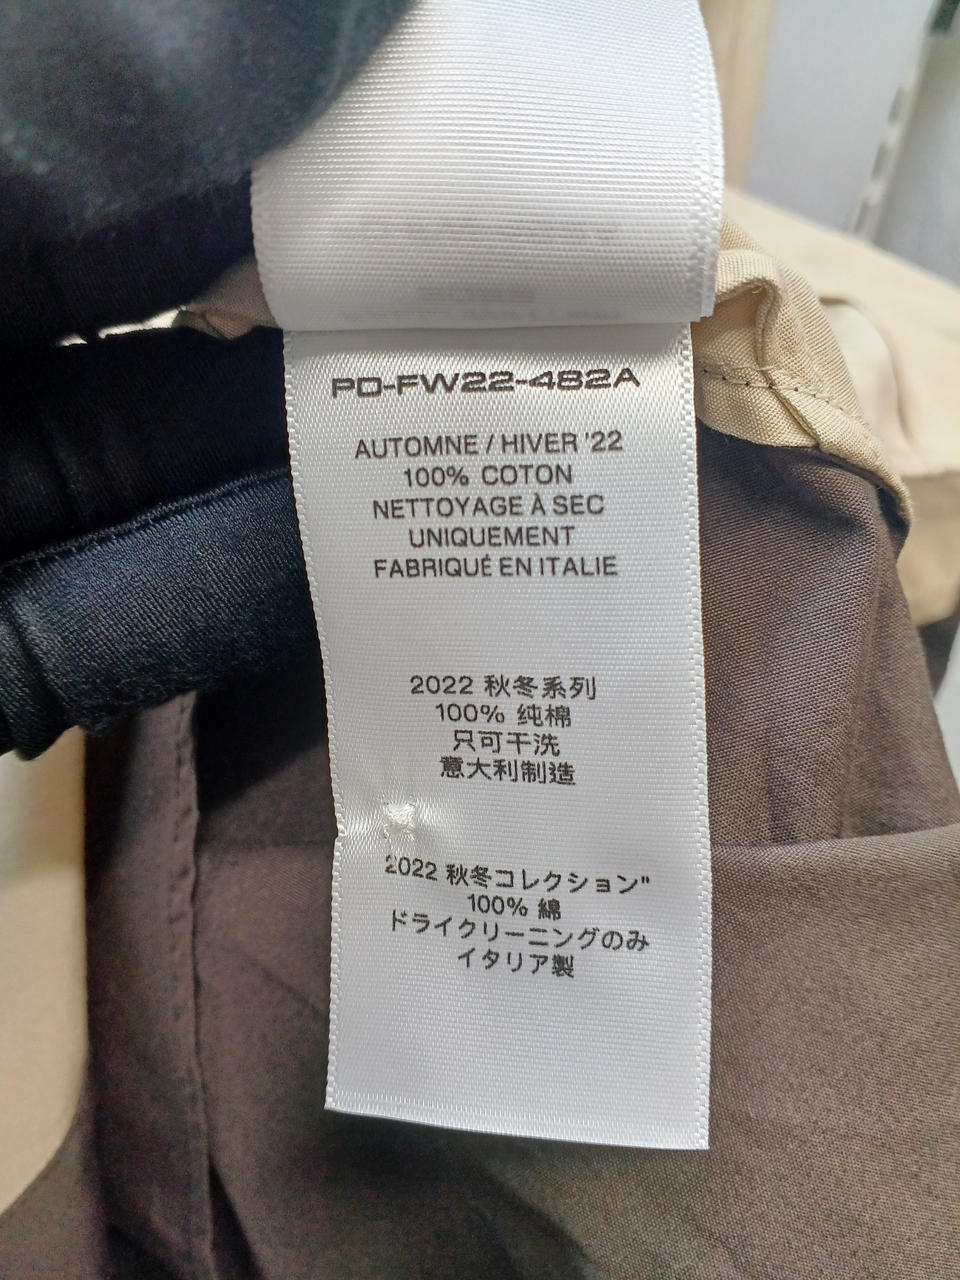 PO-FW22-482A
AUTOMNE / HIVER '22
100% COTON
NETTOYAGE À SEC
UNIQUEMENT
FABRIQUÉ EN ITALIE
2022 秋冬系列
100% 纯棉
只可干洗
意大利制造
2022 秋冬コレクション"
100% 綿
ドライクリーニングのみ
イタリア製